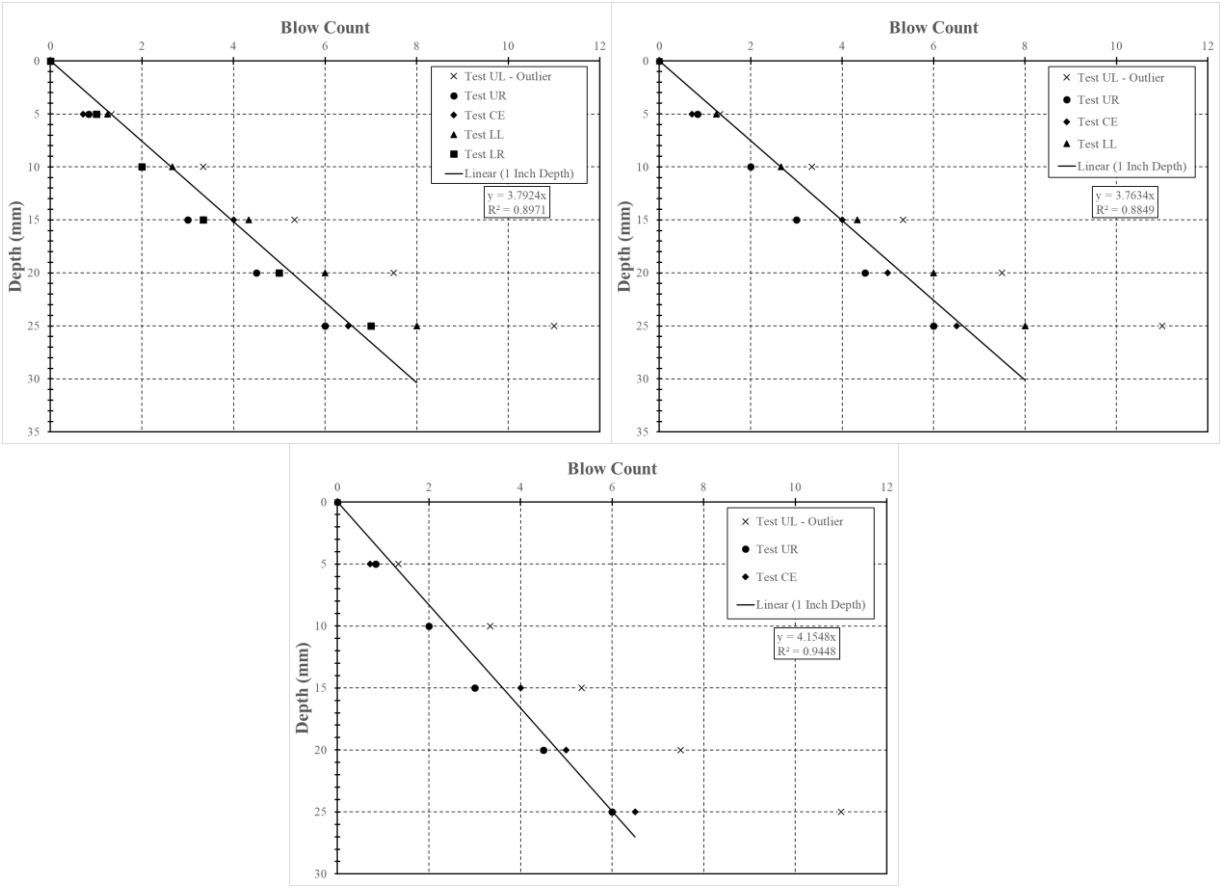 Blow Count
0 2 4 6 8 10 12
0
5
10
15
20
25
30
35
Depth (mm)
Test UL - Outlier
Test UR
Test CE
Test LL
Test LR
Linear (1 Inch Depth)
y = 3.7924x
R² = 0.8971
Blow Count
0 2 4 6 8 10 12
0
5
10
15
20
25
30
35
Depth (mm)
Test UL - Outlier
Test UR
Test CE
Test LL
Linear (1 Inch Depth)
y = 3.7634x
R² = 0.8849
Blow Count
0 2 4 6 8 10 12
0
5
10
15
20
25
30
Depth (mm)
Test UL - Outlier
Test UR
Test CE
Linear (1 Inch Depth)
y = 4.1548x
R² = 0.9448